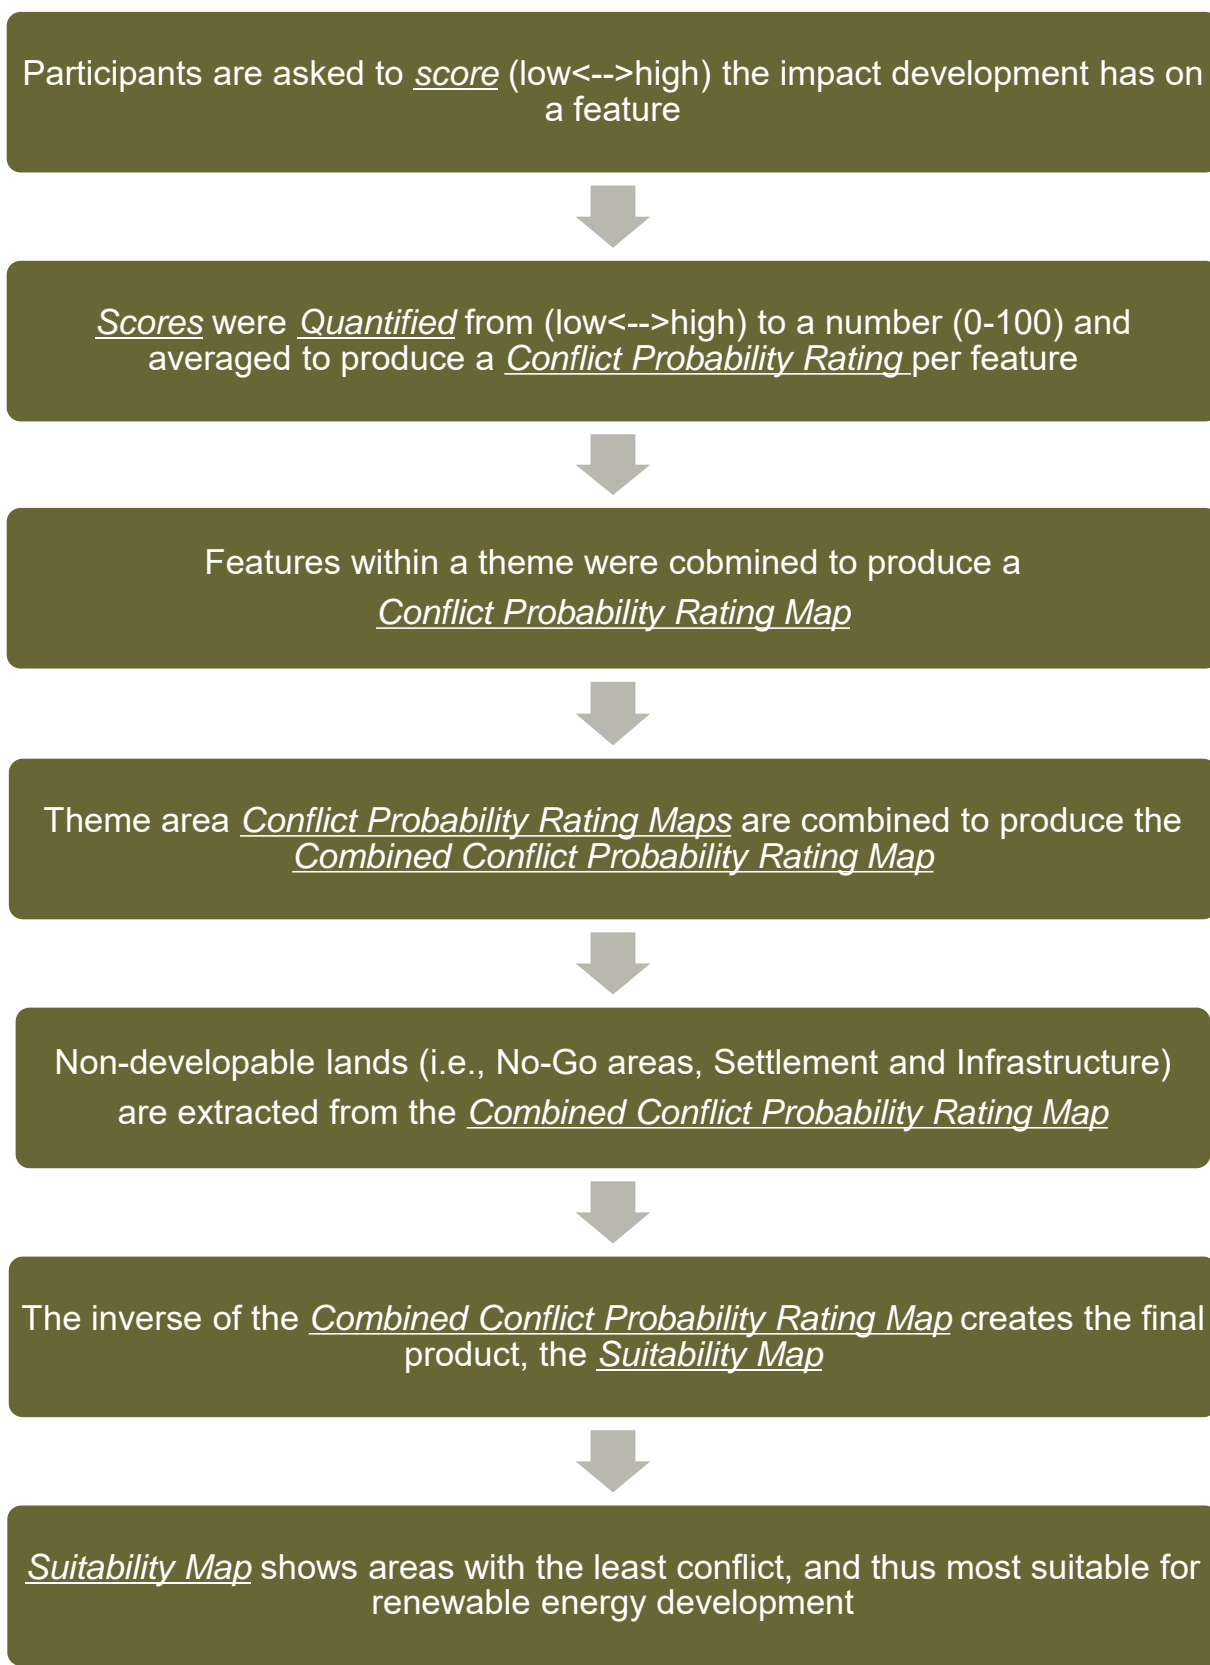 Participants are asked to score (low<-->high) the impact development has on
a feature
Scores were Quantified from (low<-->high) to a number (0-100) and
averaged to produce a Conflict Probability Rating per feature
Features within a theme were cobmined to produce a
Conflict Probability Rating Map
Theme area Conflict Probability Rating Maps are combined to produce the
Combined Conflict Probability Rating Map
Non-developable lands (i.e., No-Go areas, Settlement and Infrastructure)
are extracted from the Combined Conflict Probability Rating Map
The inverse of the Combined Conflict Probability Rating Map creates the final
product, the Suitability Map
Suitability Map shows areas with the least conflict, and thus most suitable for
renewable energy development